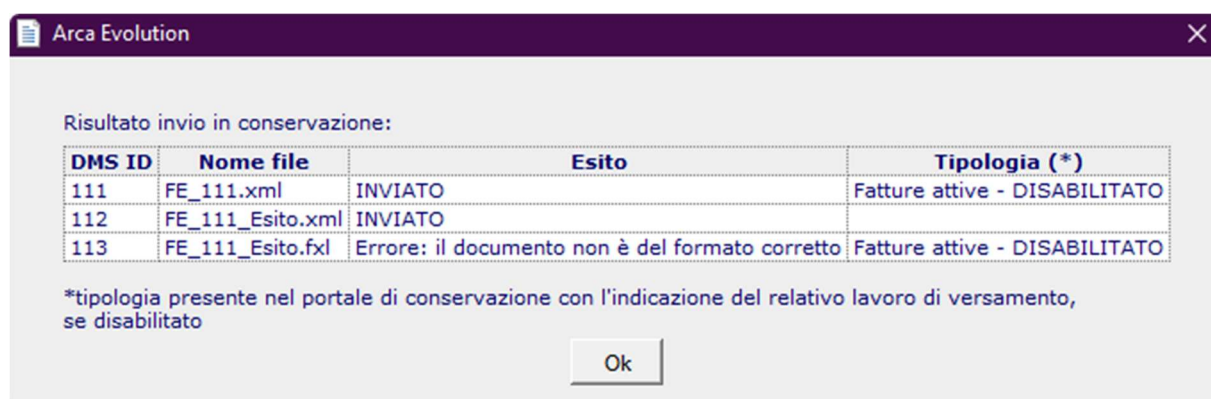 Arca Evolution
Risultato invio in conservazione:
DMS ID Nome file Esito Tipologia (*)
111 FE_111.xml INVIATO Fatture attive - DISABILITATO
112 FE_111_Esito.xml INVIATO
113 FE_111_Esito.fxl Errore: il documento non è del formato corretto Fatture attive - DISABILITATO
*tipologia presente nel portale di conservazione con l'indicazione del relativo lavoro di versamento,
se disabilitato
Ok